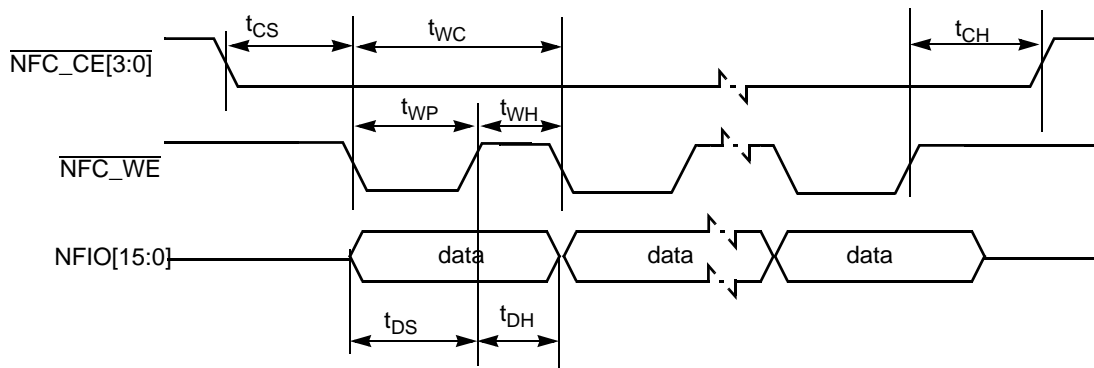 tCS
tWC
tCH
NFC_CE[3:0]
tWP
tWH
NFC_WE
NFIO[15:0]
data
data
data
tDS
tDH